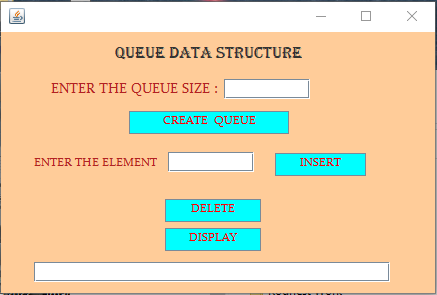 QUEUE DATA STRUCTURE
ENTER THE QUEUE SIZE :
CREATE QUEUE
ENTER THE ELEMENT INSERT
DELETE
DISPLAY